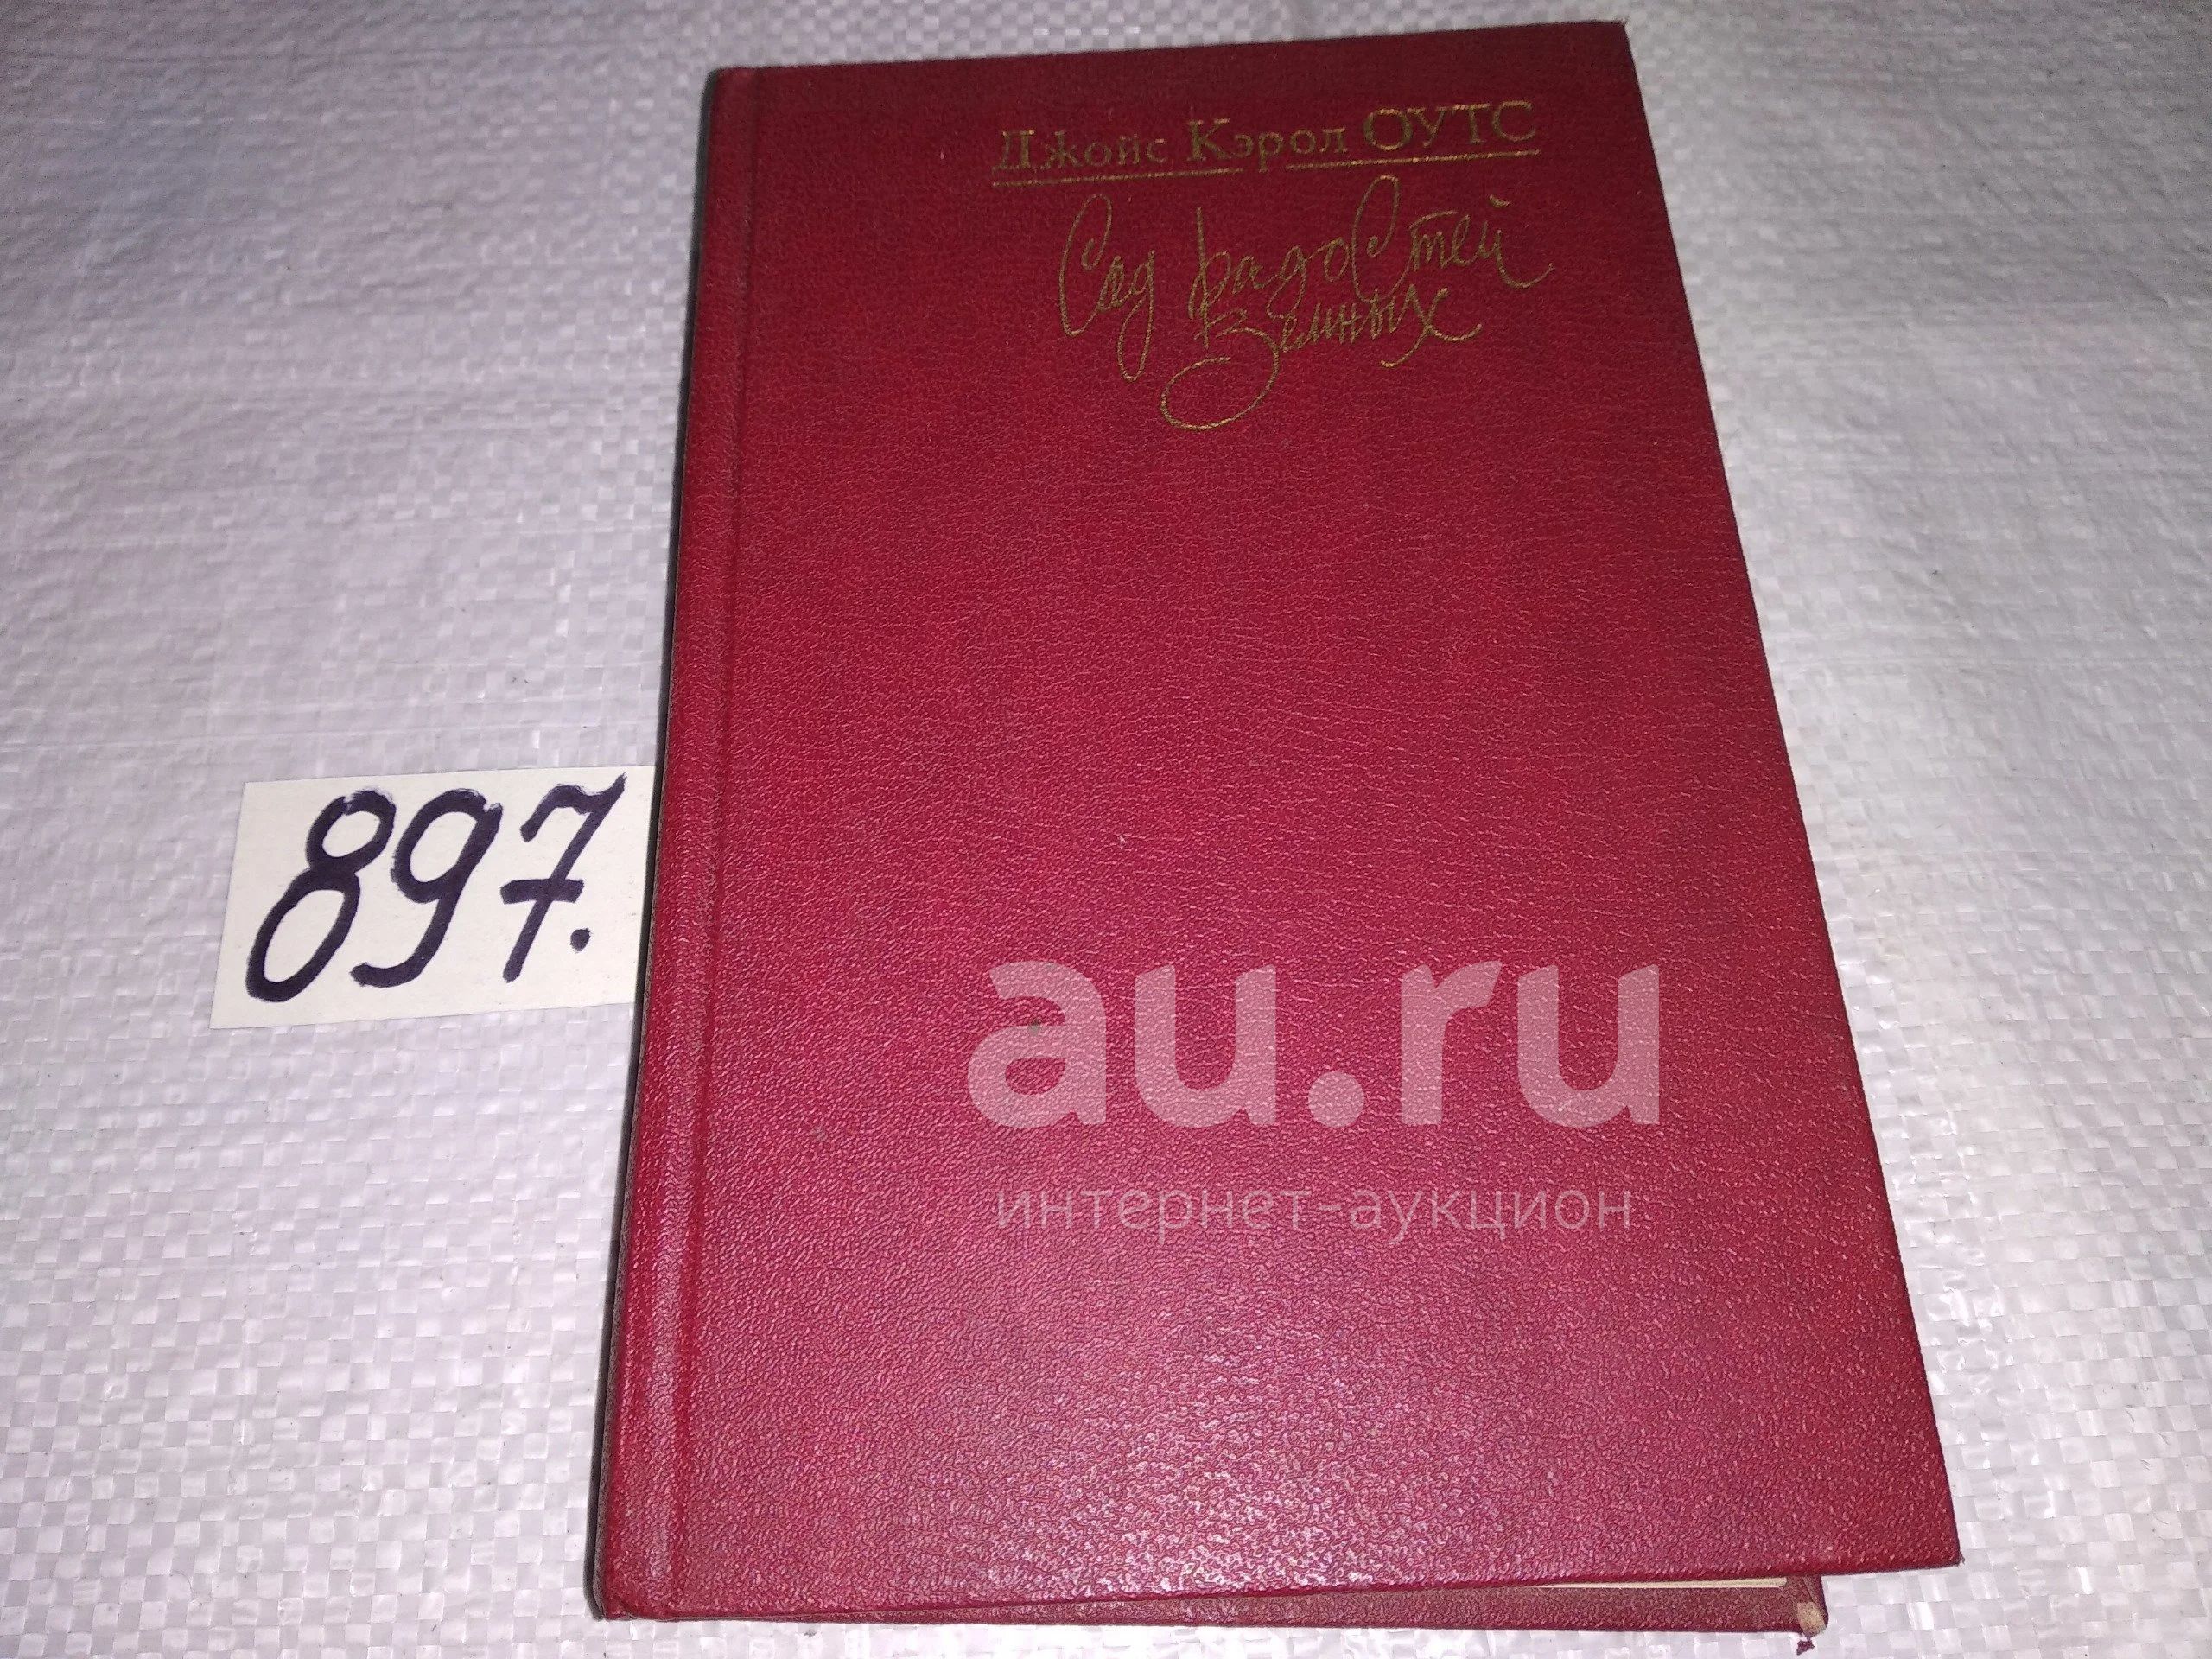 Джойс Кэрол ОУТС
Сад радостей
земных
897.
au.ru
интернет-аукцион